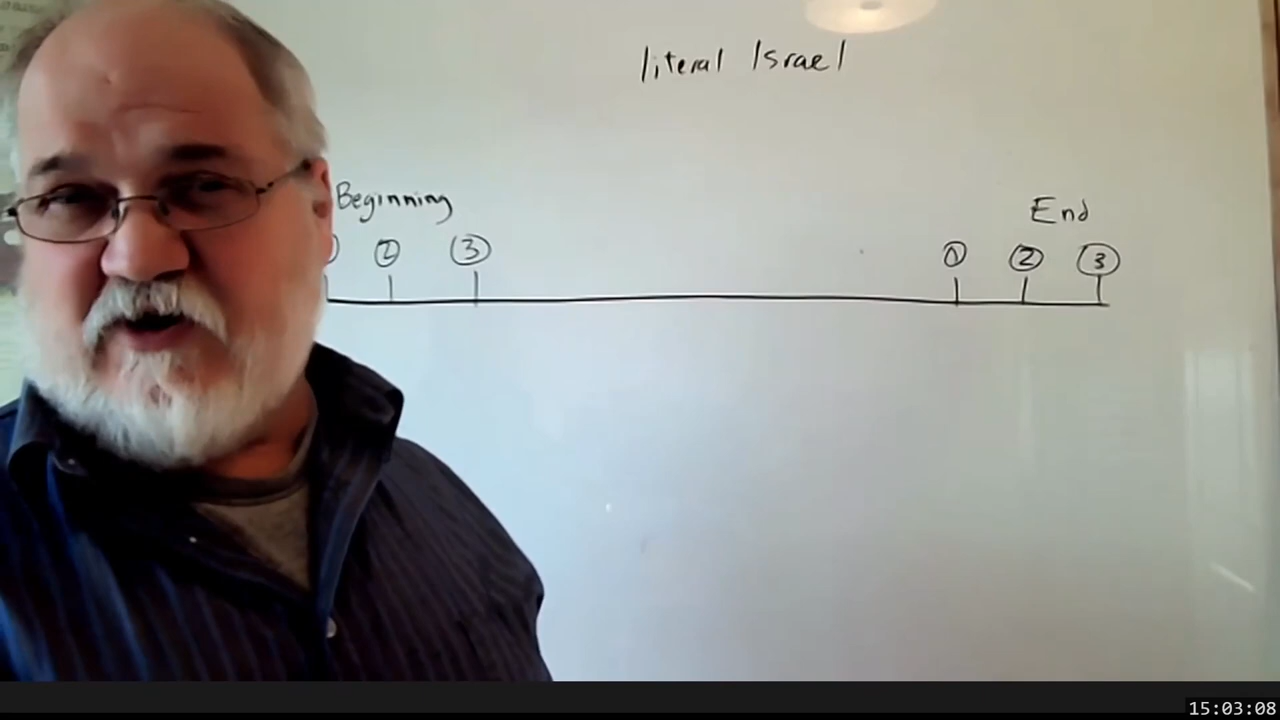 literal Israel
Beginning End
② ③ ① ② ③
15:03:08